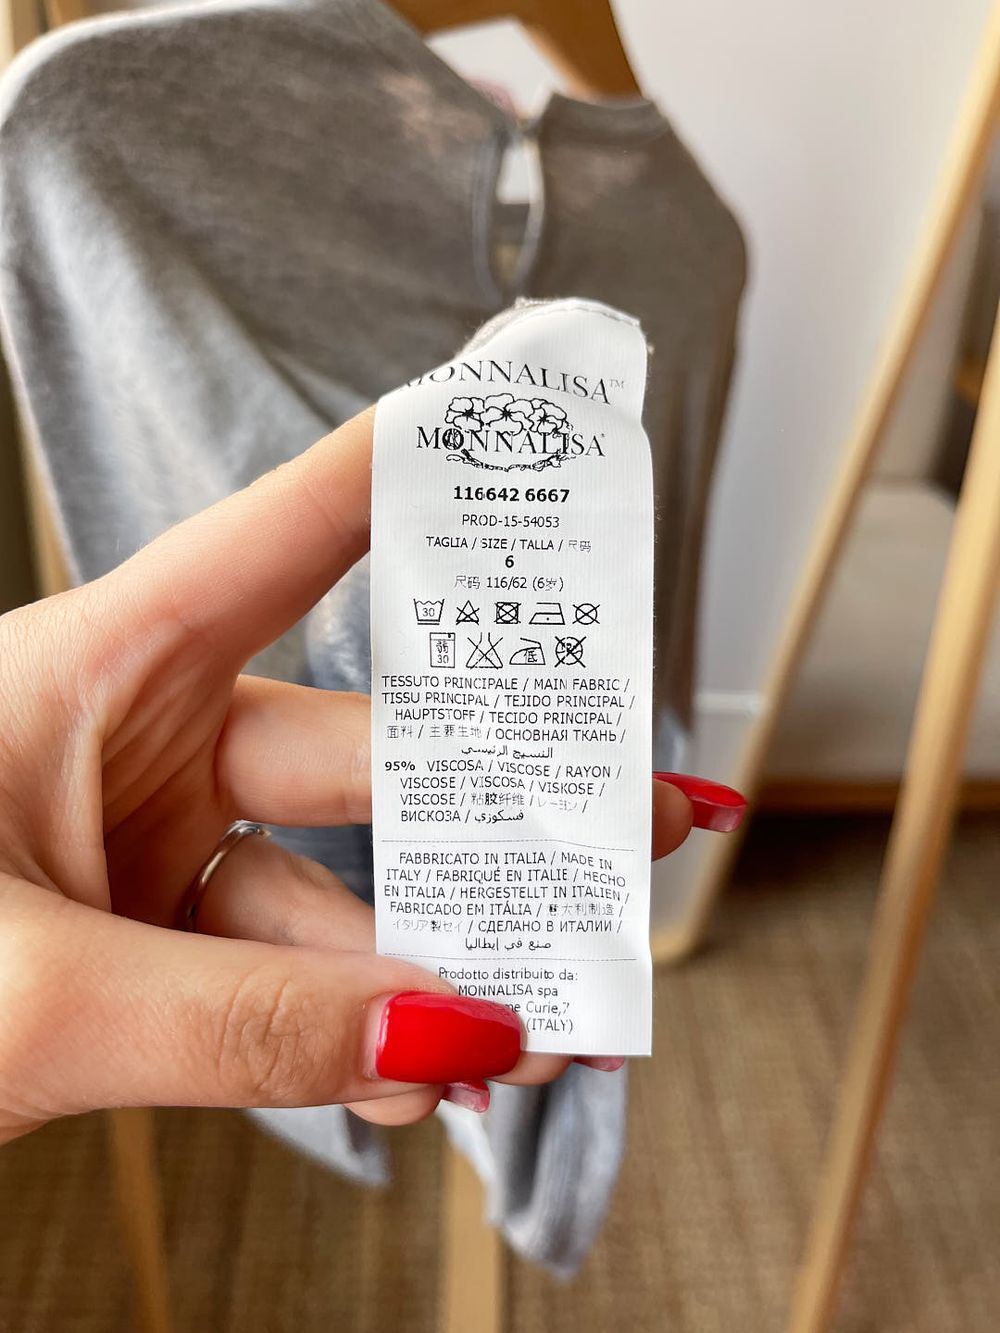 MONNALISA™
MONNALISA®
116642 6667
PROD-15-54053
TAGLIA / SIZE / TALLA / 尺码
6
尺码 116/62 (6岁)
30
30 低
TESSUTO PRINCIPALE / MAIN FABRIC /
TISSU PRINCIPAL / TEJIDO PRINCIPAL /
HAUPTSTOFF / TECIDO PRINCIPAL /
面料 / 主要生地 / ОСНОВНАЯ ТКАНЬ /
النسيج الرئيسي
95% VISCOSA / VISCOSE / RAYON /
VISCOSE / VISCOSA / VISKOSE /
VISCOSE / 粘胶纤维 / レーヨン /
ВИСКОЗА / فسكوزي
FABBRICATO IN ITALIA / MADE IN
ITALY / FABRIQUÉ EN ITALIE / HECHO
EN ITALIA / HERGESTELLT IN ITALIEN /
FABRICADO EM ITÁLIA / 意大利制造 /
イタリア製セイ / СДЕЛАНО В ИТАЛИИ /
صنع في إيطاليا
Prodotto distribuito da:
MONNALISA spa
Curie,7
(ITALY)